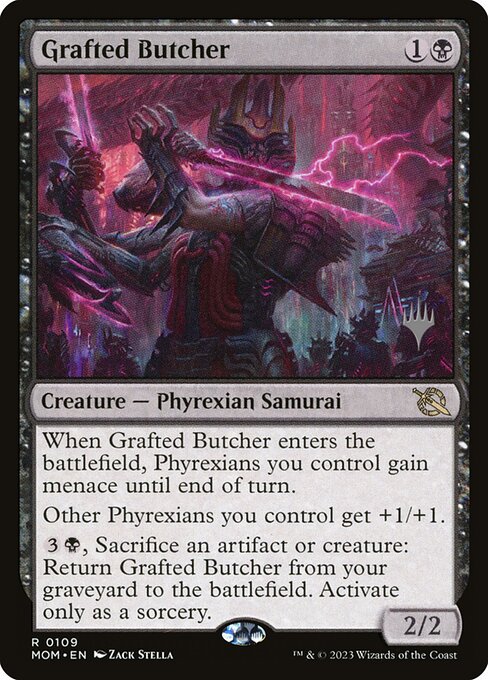 Grafted Butcher 1
Creature — Phyrexian Samurai
When Grafted Butcher enters the
battlefield, Phyrexians you control gain
menace until end of turn.
Other Phyrexians you control get +1/+1.
3, Sacrifice an artifact or creature:
Return Grafted Butcher from your
graveyard to the battlefield. Activate
only as a sorcery.
2/2
R 0109
MOM • EN Zack Stella
™ & © 2023 Wizards of the Coast